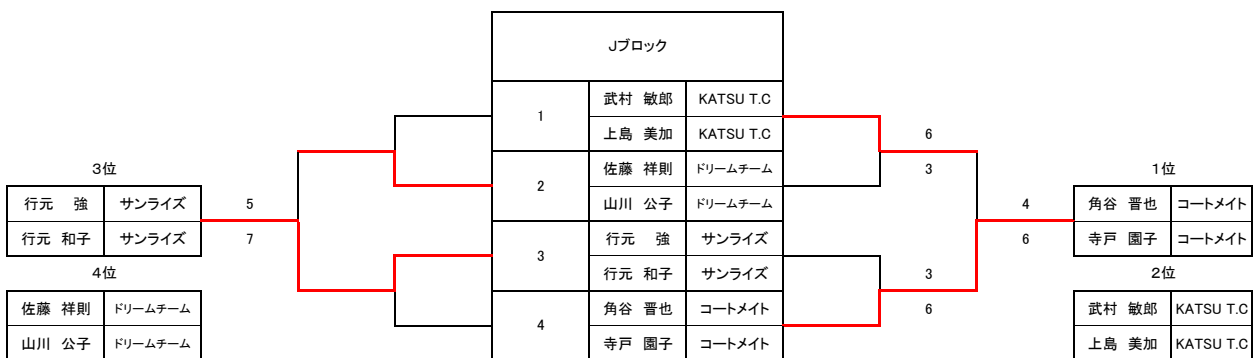 Jブロック
1 武村 敏郎 KATSU T.C
上島 美加 KATSU T.C
2 佐藤 祥則 ドリームチーム
山川 公子 ドリームチーム
3 行元 強 サンライズ
行元 和子 サンライズ
4 角谷 晋也 コートメイト
寺戸 園子 コートメイト
6
3
3
6
4
6
5
7
1位
角谷 晋也 コートメイト
寺戸 園子 コートメイト
2位
武村 敏郎 KATSU T.C
上島 美加 KATSU T.C
3位
行元 強 サンライズ
行元 和子 サンライズ
4位
佐藤 祥則 ドリームチーム
山川 公子 ドリームチーム